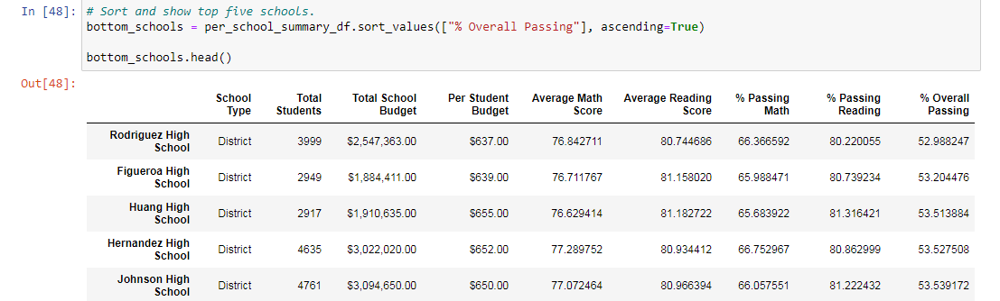 In [48]: # Sort and show top five schools.
bottom_schools = per_school_summary_df.sort_values(["% Overall Passing"], ascending=True)
bottom_schools.head()
Out[48]:
School Type Total Students Total School Budget Per Student Budget Average Math Score Average Reading Score % Passing Math % Passing Reading % Overall Passing
Rodriguez High School District 3999 $2,547,363.00 $637.00 76.842711 80.744686 66.366592 80.220055 52.988247
Figueroa High School District 2949 $1,884,411.00 $639.00 76.711767 81.158020 65.988471 80.739234 53.204476
Huang High School District 2917 $1,910,635.00 $655.00 76.629414 81.182722 65.683922 81.316421 53.513884
Hernandez High School District 4635 $3,022,020.00 $652.00 77.289752 80.934412 66.752967 80.862999 53.527508
Johnson High School District 4761 $3,094,650.00 $650.00 77.072464 80.966394 66.057551 81.222432 53.539172